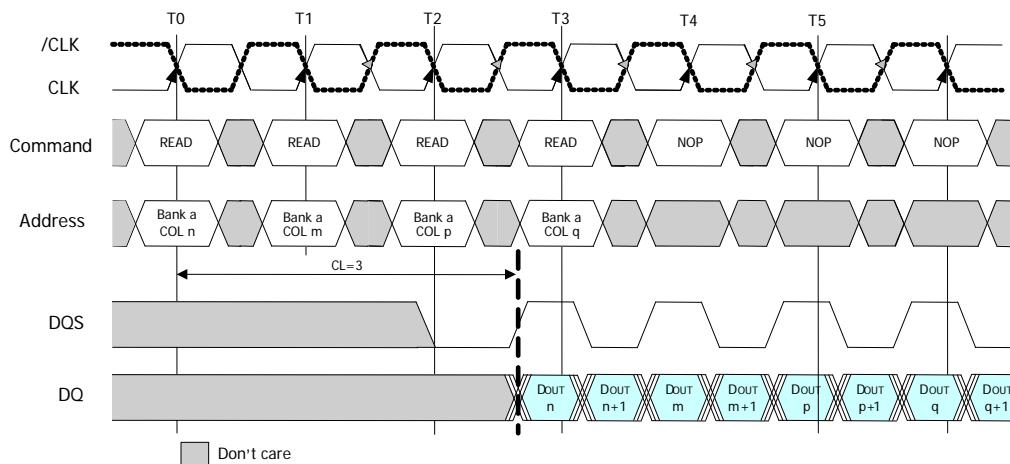 T0 T1 T2 T3 T4 T5
/CLK
CLK
Command READ READ READ READ NOP NOP NOP
Address Bank a COL n Bank a COL m Bank a COL p Bank a COL q
CL=3
DQS
DQ DOUT n DOUT n+1 DOUT m DOUT m+1 DOUT p DOUT p+1 DOUT q DOUT q+1
Don't care